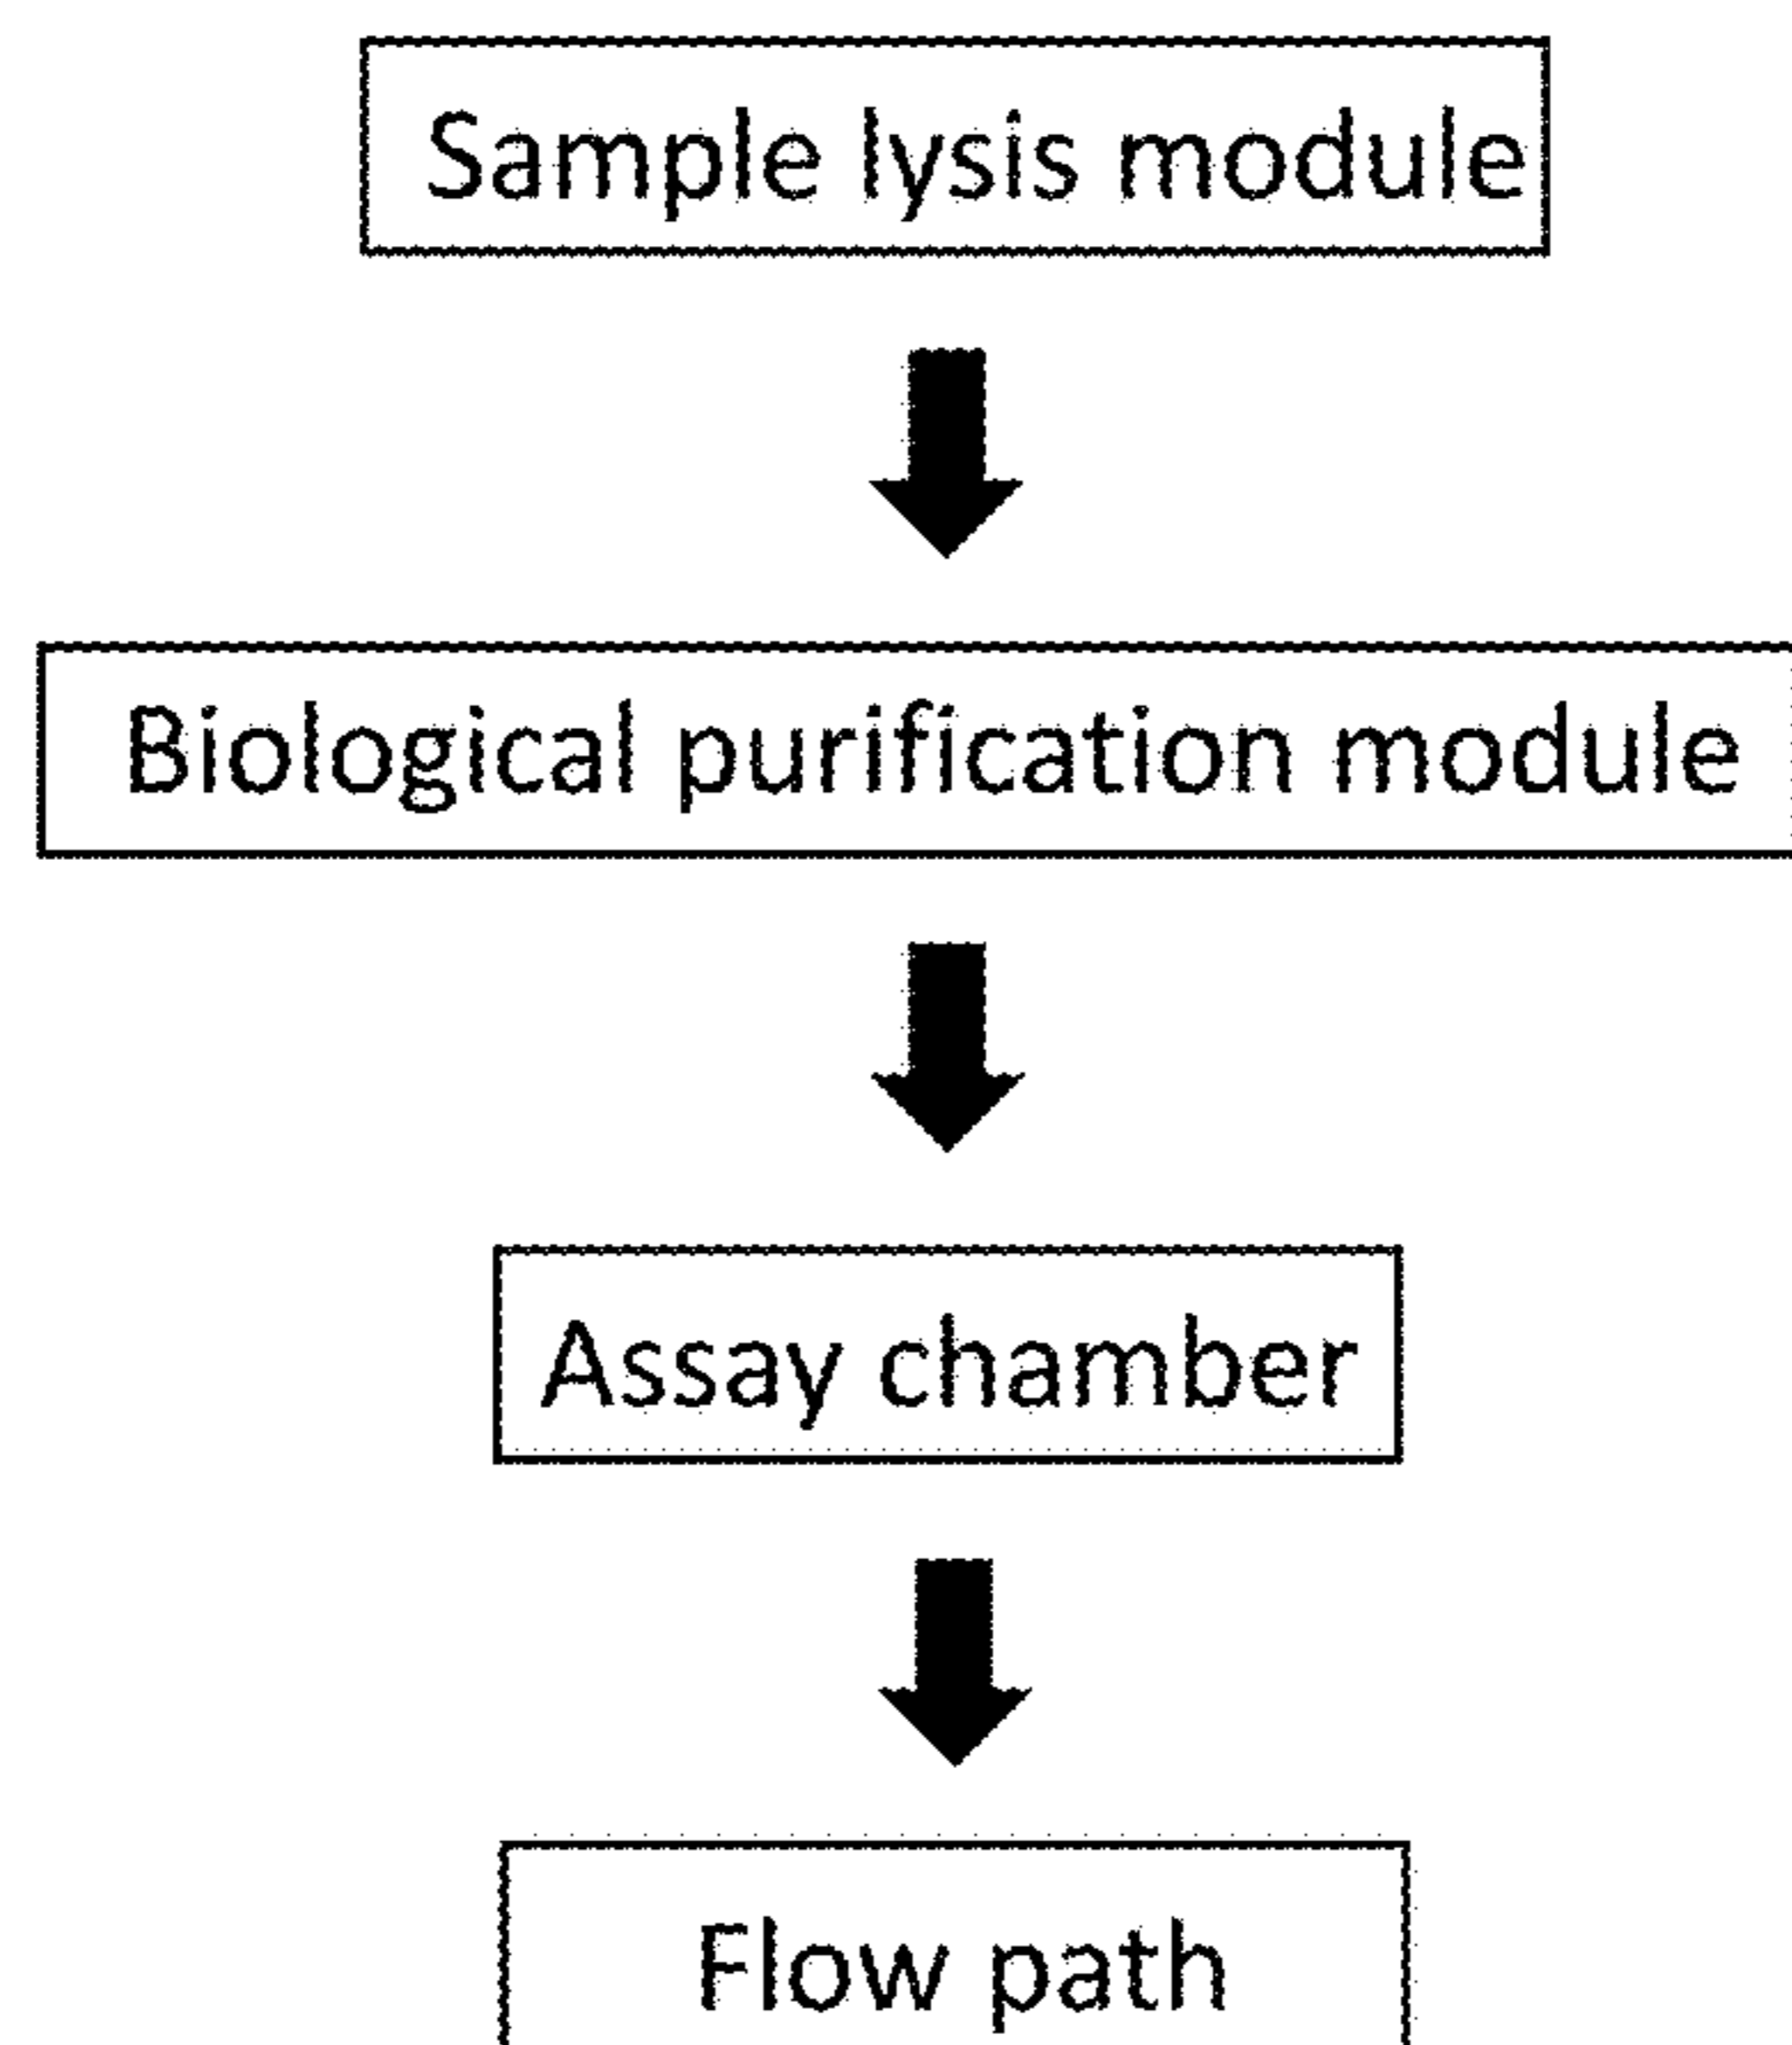 Sample lysis module
Biological purification module
Assay chamber
Flow path